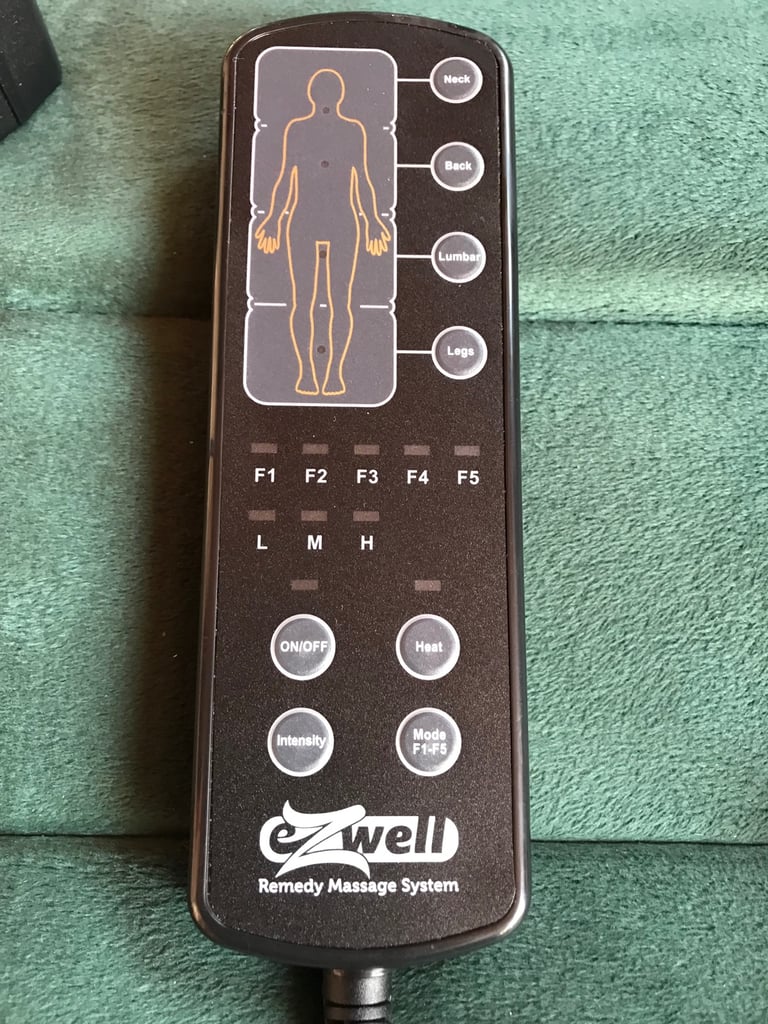 Neck
Back
Lumbar
Legs
F1 F2 F3 F4 F5
L M H
ON/OFF Heat
Intensity Mode
F1-F5
eZwell
Remedy Massage System